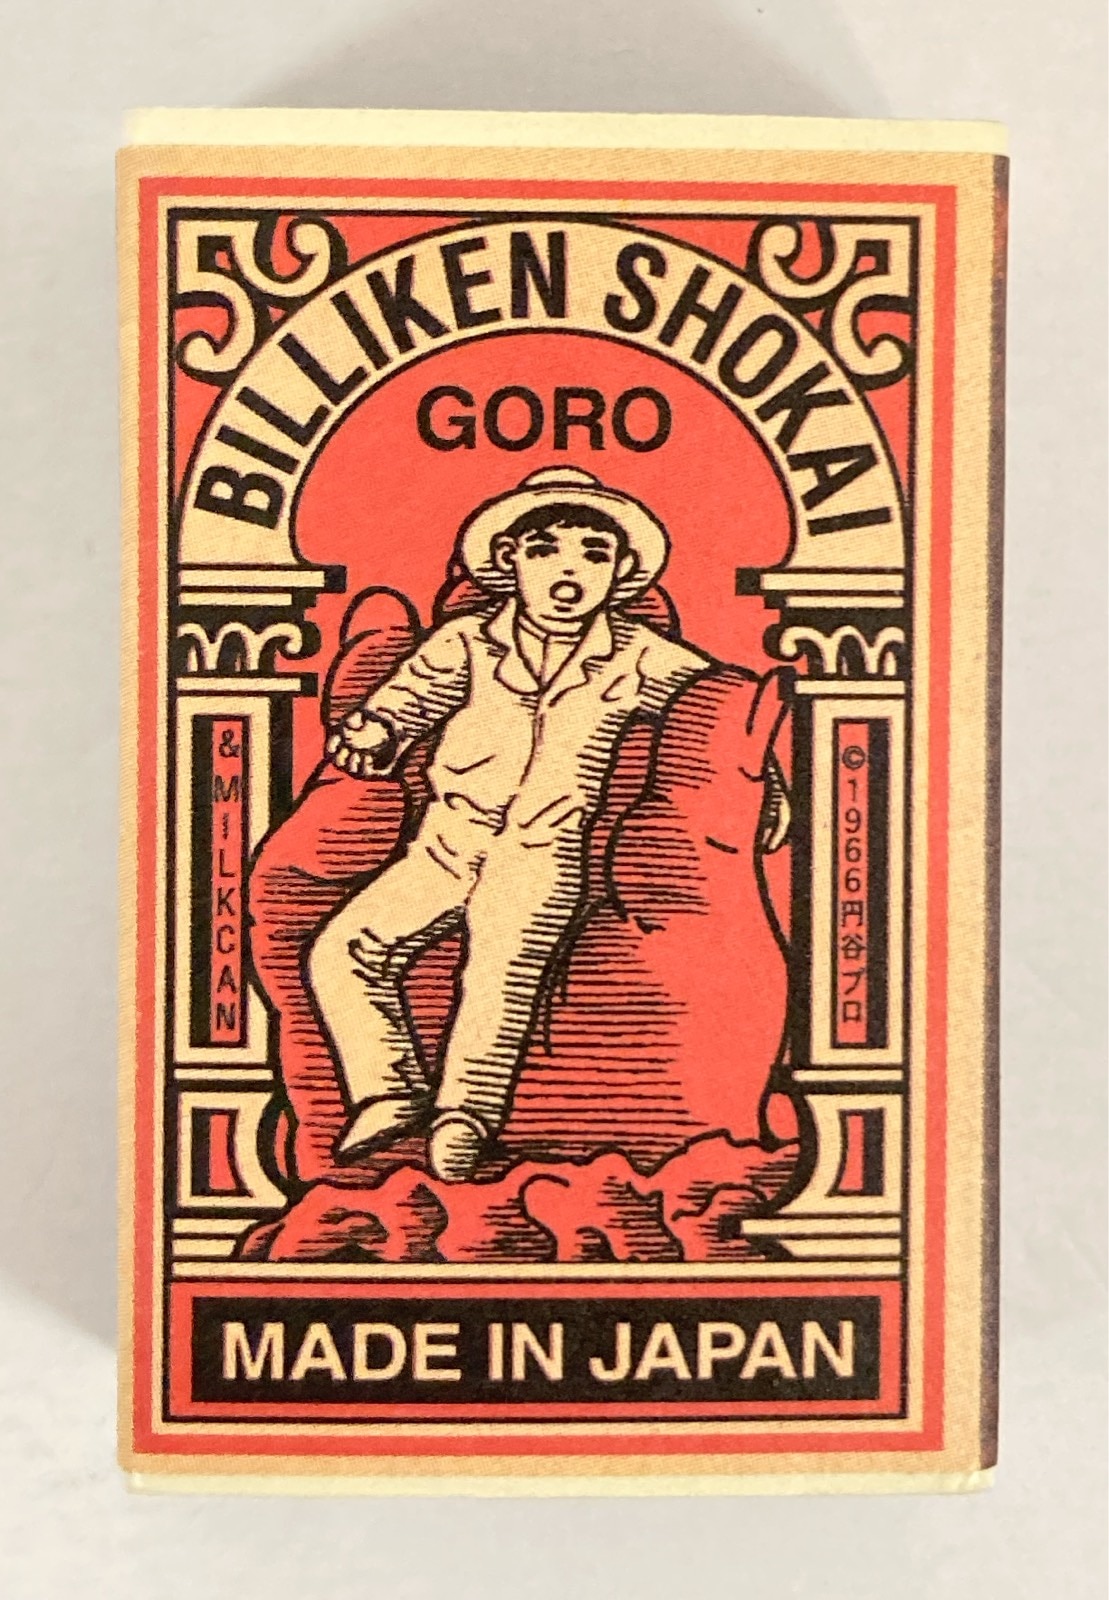 BILLIKEN SHOKAI
GORO
&MiLKCAN
©1966円谷プロ
MADE IN JAPAN